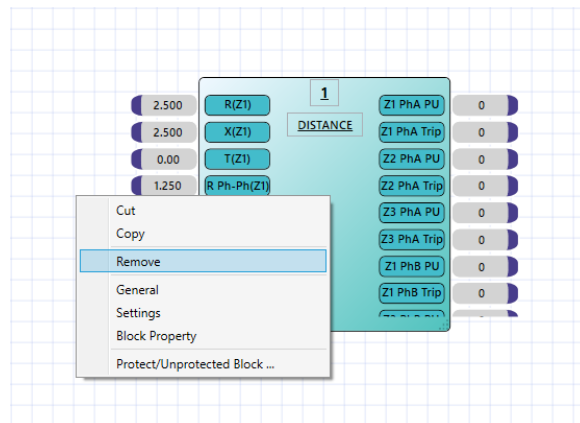 1
DISTANCE
2.500 R(Z1) Z1 PhA PU 0
2.500 X(Z1) Z1 PhA Trip 0
0.00 T(Z1) Z2 PhA PU 0
1.250 R Ph-Ph(Z1) Z2 PhA Trip 0
Z3 PhA PU 0
Z3 PhA Trip 0
Z1 PhB PU 0
Z1 PhB Trip 0
Cut
Copy
Remove
General
Settings
Block Property
Protect/Unprotected Block ...